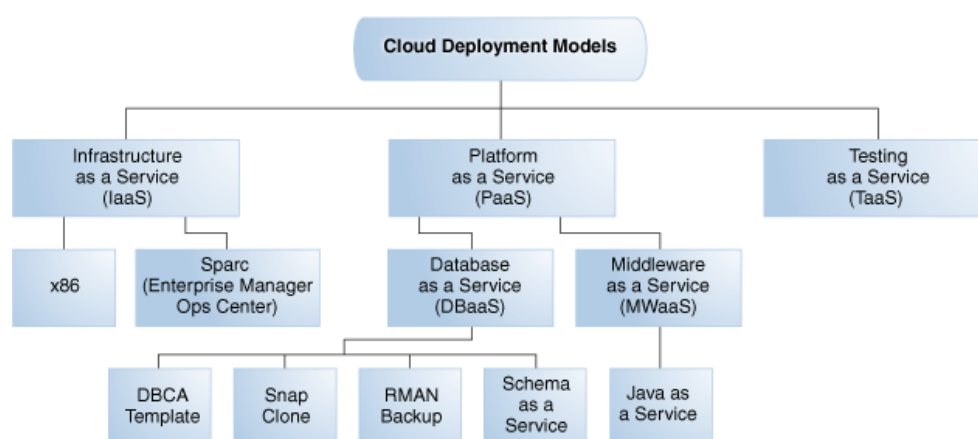 Cloud Deployment Models
Infrastructure
as a Service
(IaaS)
Platform
as a Service
(PaaS)
Testing
as a Service
(TaaS)
x86
Sparc
(Enterprise Manager
Ops Center)
Database
as a Service
(DBaaS)
Middleware
as a Service
(MWaaS)
DBCA
Template
Snap
Clone
RMAN
Backup
Schema
as a
Service
Java as
a Service